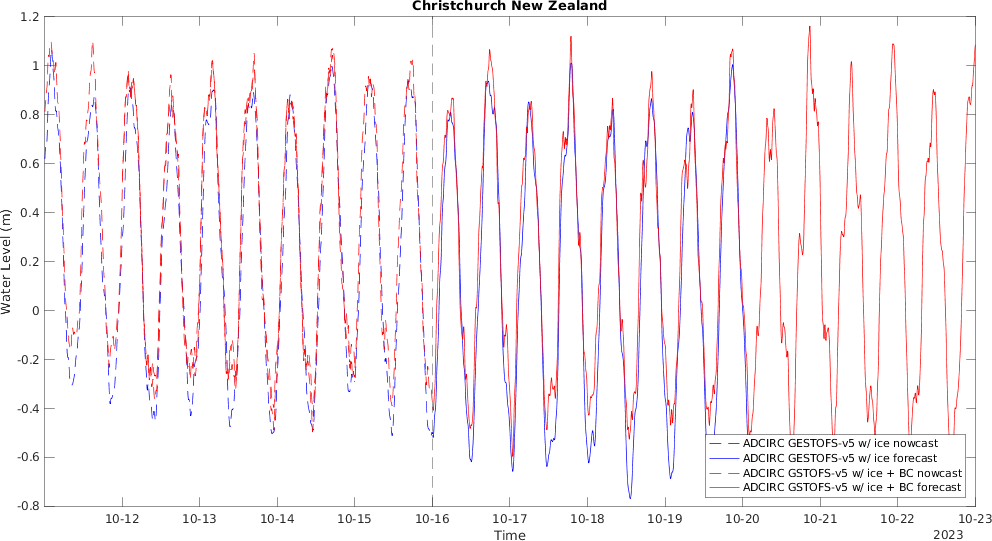 Christchurch New Zealand
Water Level (m)
1.2
1
0.8
0.6
0.4
0.2
0
-0.2
-0.4
-0.6
-0.8
ADCIRC GESTOFS-v5 w/ ice nowcast
ADCIRC GESTOFS-v5 w/ ice forecast
ADCIRC GSTOFS-v5 w/ ice + BC nowcast
ADCIRC GSTOFS-v5 w/ ice + BC forecast
10-12 10-13 10-14 10-15 10-16 10-17 10-18 10-19 10-20 10-21 10-22 10-23
Time
2023